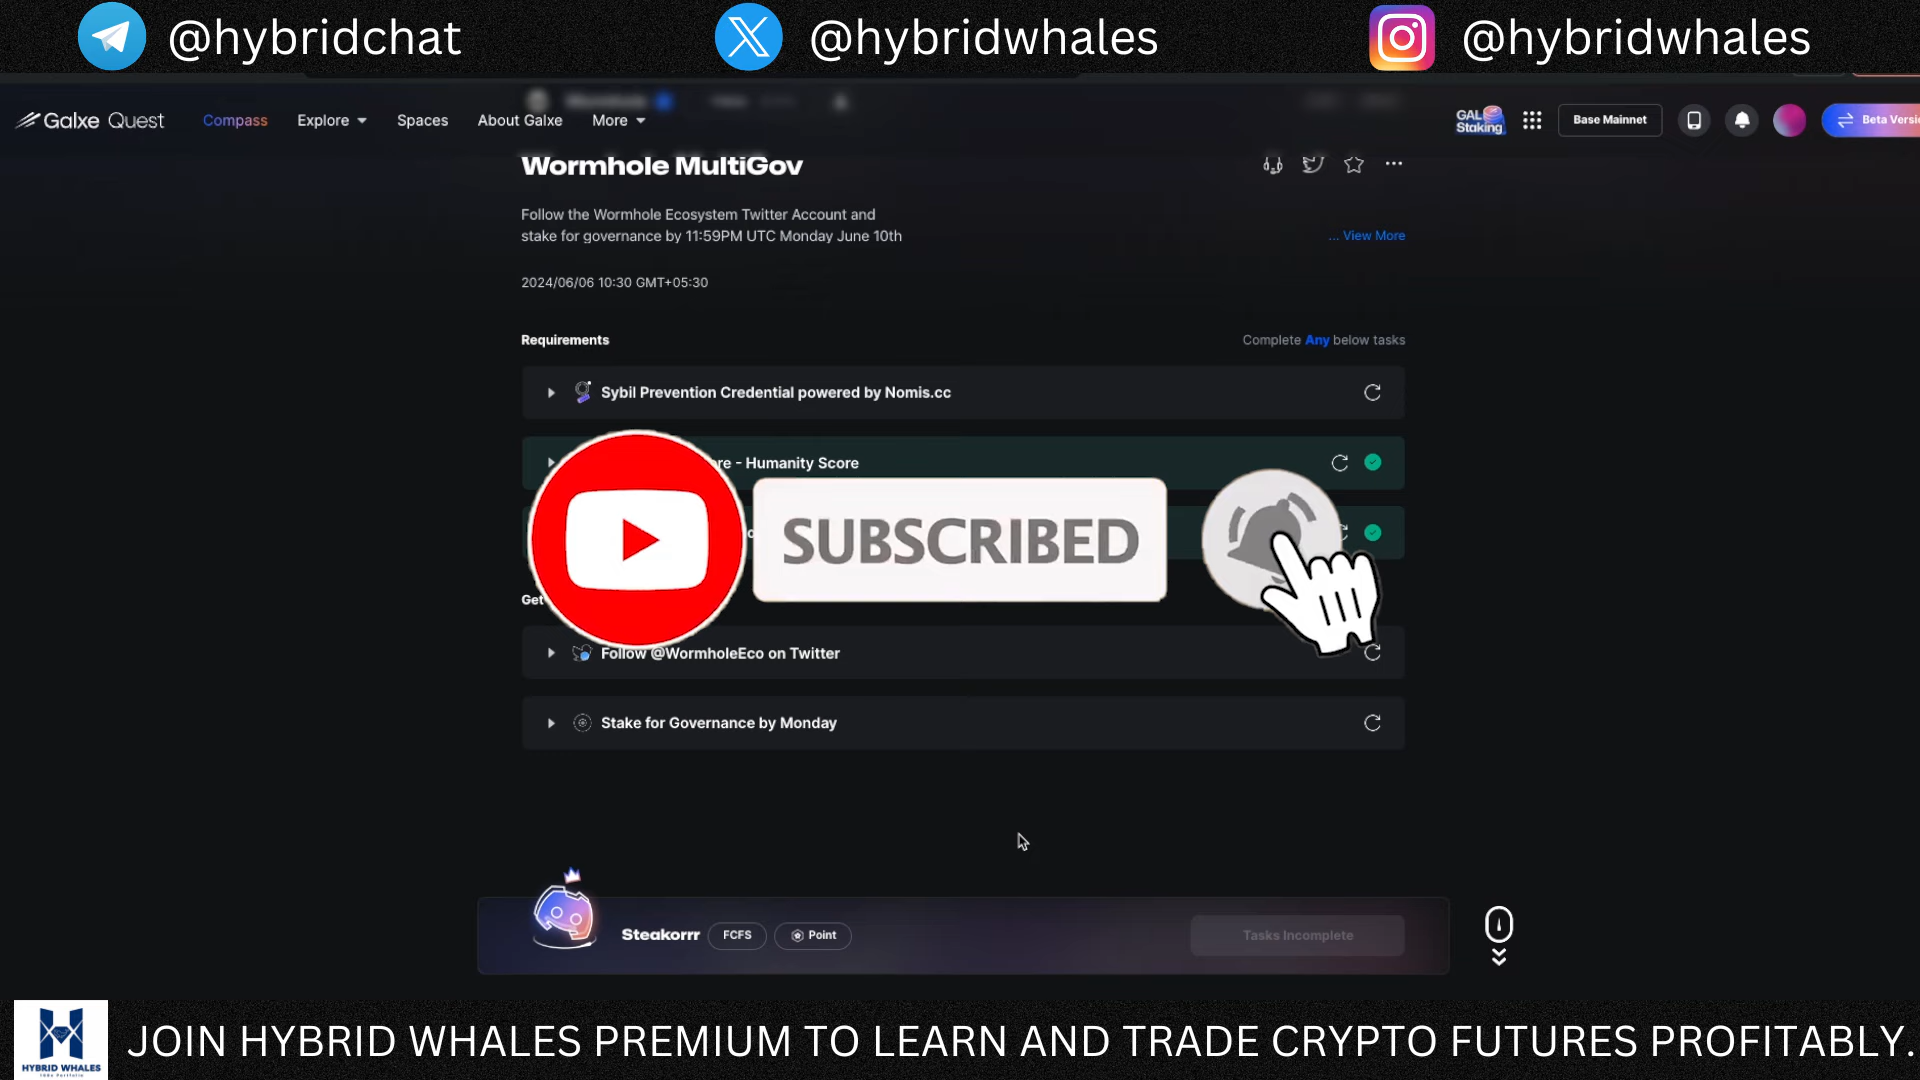 @hybridchat
@hybridwhales
@hybridwhales
Galxe Quest
Compass
Explore
Spaces
About Galxe
More
GAL Staking
Base Mainnet
Beta Versi
Wormhole MultiGov
Follow the Wormhole Ecosystem Twitter Account and
stake for governance by 11:59PM UTC Monday June 10th
... View More
2024/06/06 10:30 GMT+05:30
Requirements
Complete Any below tasks
Sybil Prevention Credential powered by Nomis.cc
re - Humanity Score
SUBSCRIBED
Get
Follow @WormholeEco on Twitter
Stake for Governance by Monday
Steakorrr
FCFS
Point
Tasks Incomplete
HYBRID WHALES
JOIN HYBRID WHALES PREMIUM TO LEARN AND TRADE CRYPTO FUTURES PROFITABLY.